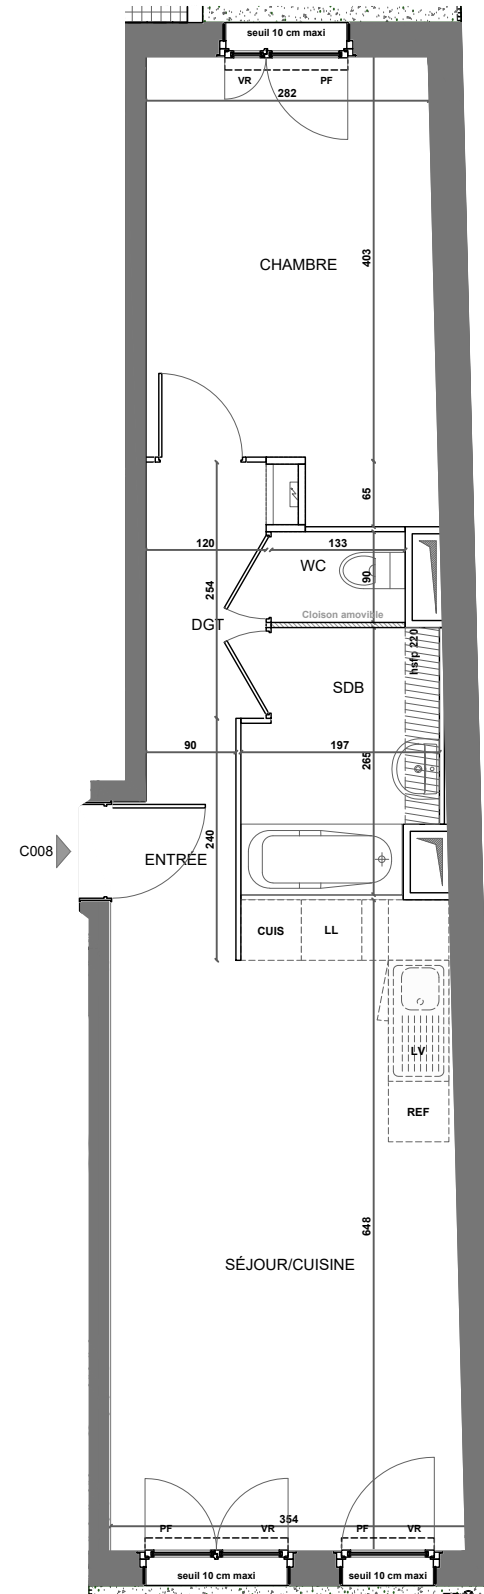 seuil 10 cm maxi
VR PF
282
CHAMBRE
403
65
120 133
WC
90
254
Cloison amovible
DGT
hsfp 220
SDB
90 197
265
240
C008
ENTRÉE
CUIS LL
LV
REF
648
SÉJOUR/CUISINE
354
PF VR PF VR
seuil 10 cm maxi seuil 10 cm maxi